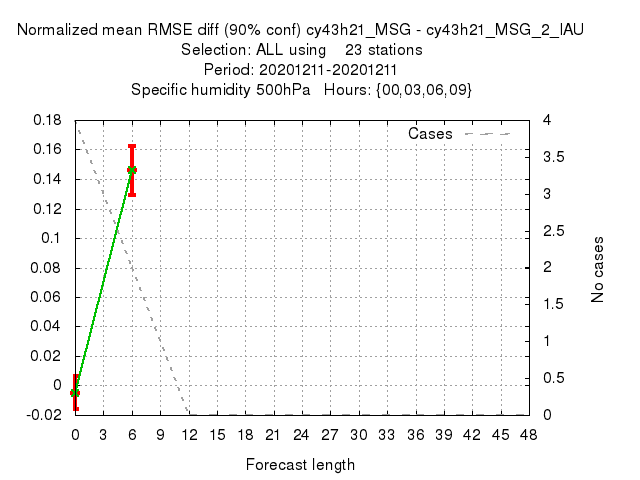 Normalized mean RMSE diff (90% conf) cy43h21_MSG - cy43h21_MSG_2_IAU
Selection: ALL using 23 stations
Period: 20201211-20201211
Specific humidity 500hPa Hours: {00,03,06,09}
Cases
0.18
0.16
0.14
0.12
0.1
0.08
0.06
0.04
0.02
0
-0.02
4
3.5
3
2.5
2
1.5
1
0.5
0
No cases
0 3 6 9 12 15 18 21 24 27 30 33 36 39 42 45 48
Forecast length